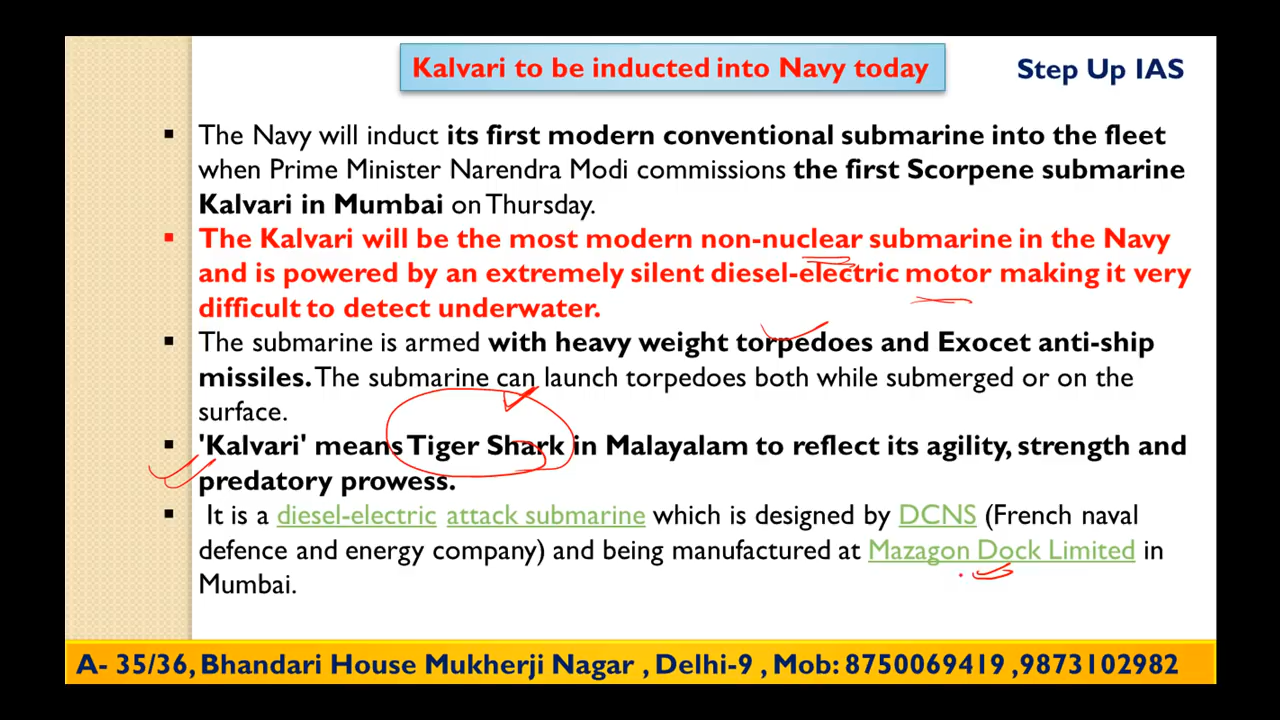 Kalvari to be inducted into Navy today
Step Up IAS
▪ The Navy will induct its first modern conventional submarine into the fleet
when Prime Minister Narendra Modi commissions the first Scorpene submarine
Kalvari in Mumbai on Thursday.
▪ The Kalvari will be the most modern non-nuclear submarine in the Navy
and is powered by an extremely silent diesel-electric motor making it very
difficult to detect underwater.
▪ The submarine is armed with heavy weight torpedoes and Exocet anti-ship
missiles. The submarine can launch torpedoes both while submerged or on the
surface.
▪ 'Kalvari' means Tiger Shark in Malayalam to reflect its agility, strength and
predatory prowess.
▪ It is a diesel-electric attack submarine which is designed by DCNS (French naval
defence and energy company) and being manufactured at Mazagon Dock Limited in
Mumbai.
A- 35/36, Bhandari House Mukherji Nagar , Delhi-9 , Mob: 8750069419 ,9873102982